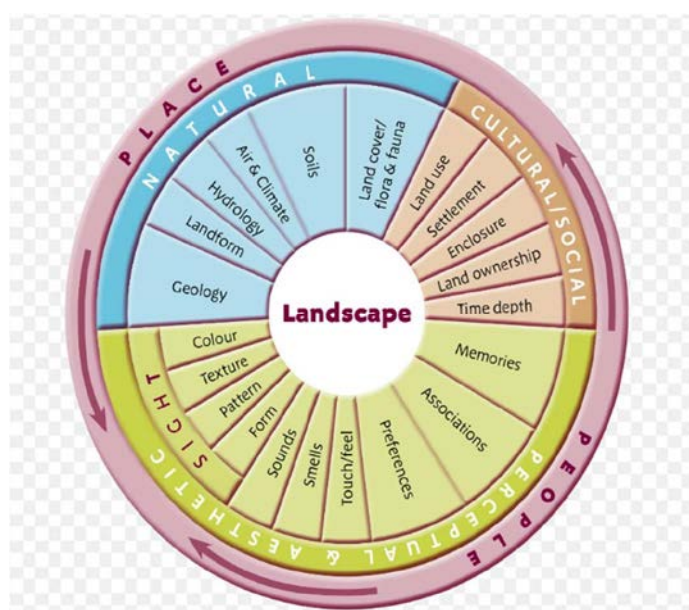 PLACE
NATURAL
CULTURAL/SOCIAL
Geology
Landform
Hydrology
Air & Climate
Soils
Land cover/
flora & fauna
Land use
Settlement
Enclosure
Land ownership
Time depth
Landscape
Colour
Texture
Pattern
Form
Sounds
Smells
Touch/feel
Preferences
Associations
Memories
SIGHT
PERCEPTUAL & AESTHETIC
PEOPLE